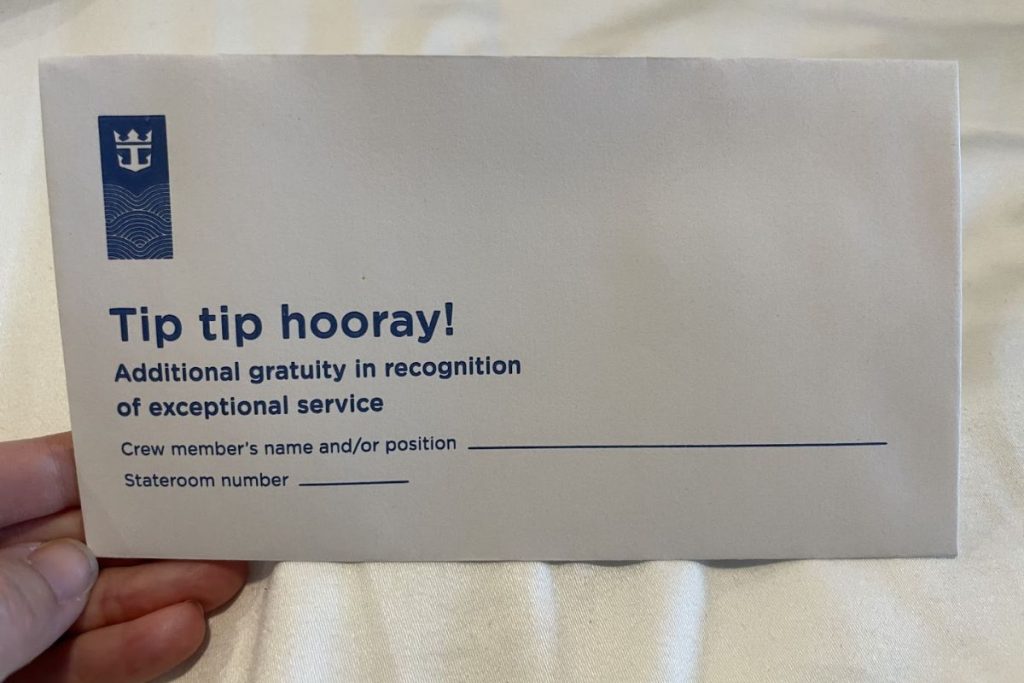 Tip tip hooray!
Additional gratuity in recognition
of exceptional service
Crew member's name and/or position
Stateroom number